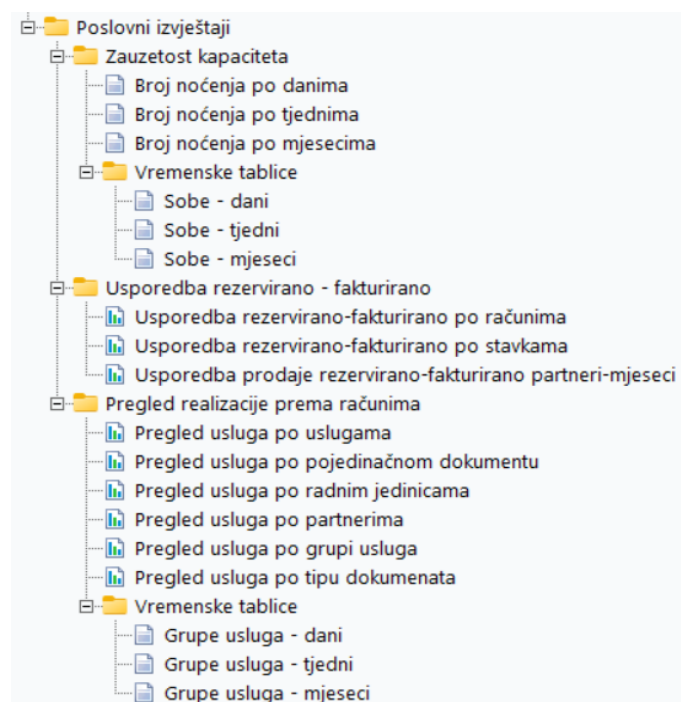 Poslovni izvještaji
Zauzetost kapaciteta
Broj noćenja po danima
Broj noćenja po tjednima
Broj noćenja po mjesecima
Vremenske tablice
Sobe - dani
Sobe - tjedni
Sobe - mjeseci
Usporedba rezervirano - fakturirano
Usporedba rezervirano-fakturirano po računima
Usporedba rezervirano-fakturirano po stavkama
Usporedba prodaje rezervirano-fakturirano partneri-mjeseci
Pregled realizacije prema računima
Pregled usluga po uslugama
Pregled usluga po pojedinačnom dokumentu
Pregled usluga po radnim jedinicama
Pregled usluga po partnerima
Pregled usluga po grupi usluga
Pregled usluga po tipu dokumenata
Vremenske tablice
Grupe usluga - dani
Grupe usluga - tjedni
Grupe usluga - mjeseci